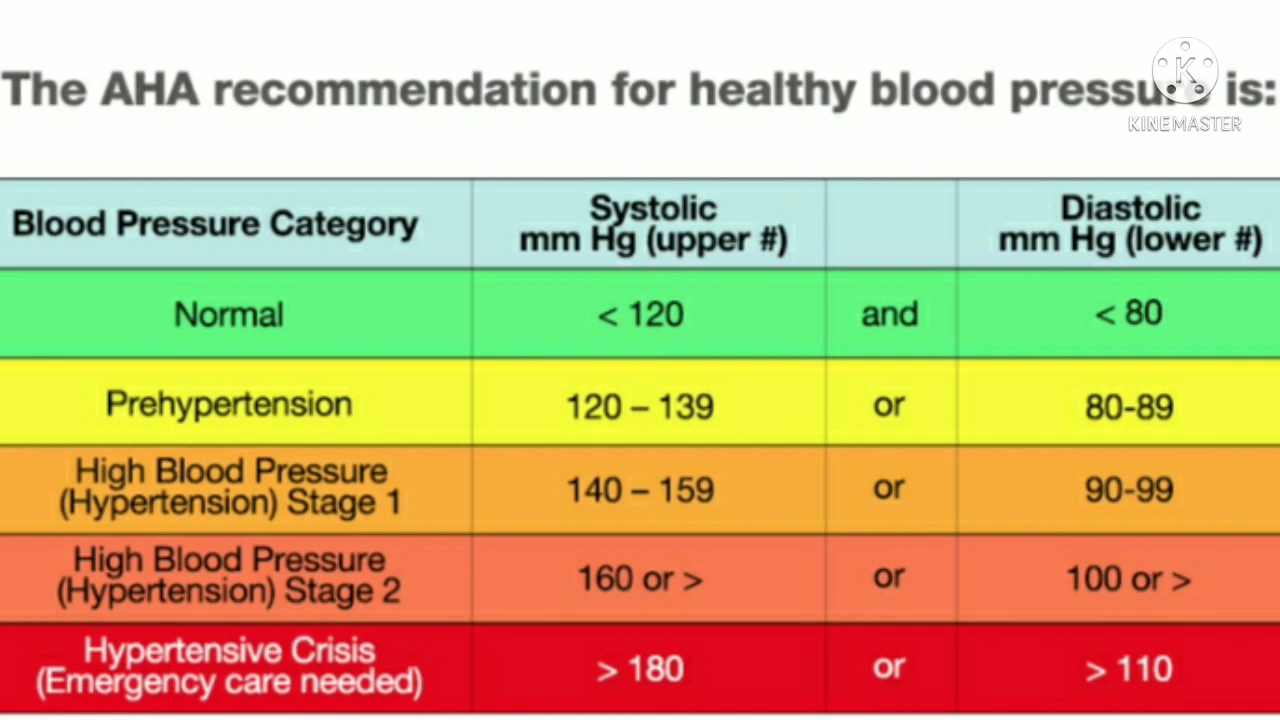 The AHA recommendation for healthy blood pressure is:
K
KINEMASTER
Blood Pressure Category
Systolic
mm Hg (upper #)
Diastolic
mm Hg (lower #)
Normal
< 120
and
< 80
Prehypertension
120 – 139
or
80-89
High Blood Pressure
(Hypertension) Stage 1
140 – 159
or
90-99
High Blood Pressure
(Hypertension) Stage 2
160 or >
or
100 or >
Hypertensive Crisis
(Emergency care needed)
> 180
or
> 110